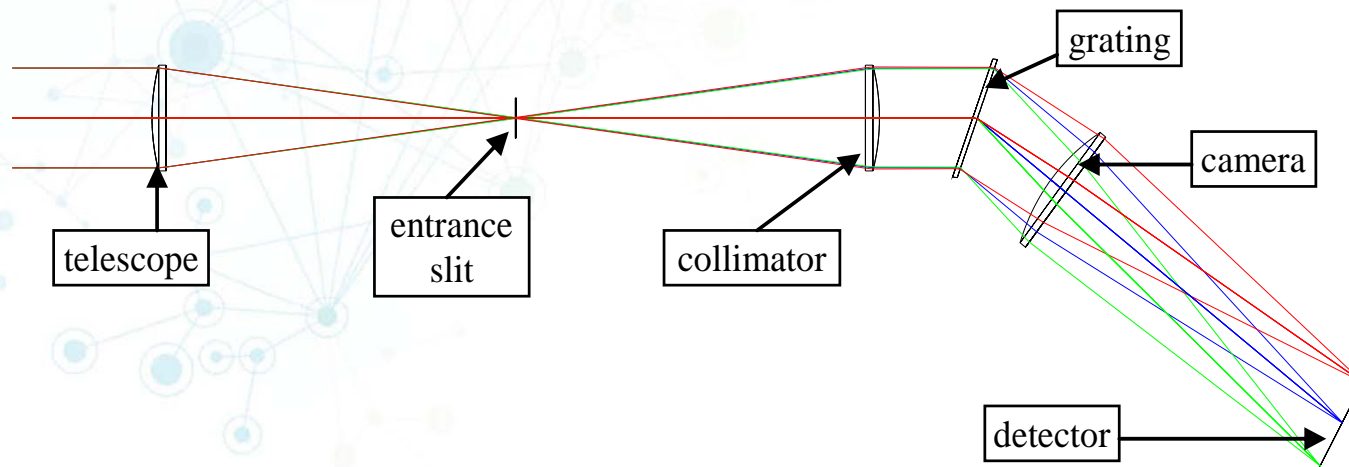 grating
camera
telescope
entrance
slit
collimator
detector